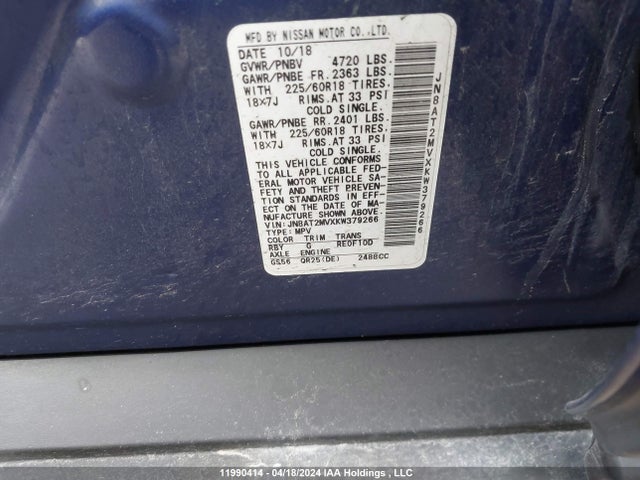 MFD BY NISSAN MOTOR CO.,LTD.
DATE 10/18
GVWR/PNBV 4720 LBS.
GAWR/PNBE FR. 2363 LBS.
WITH 225/60R18 TIRES.
18×7J RIMS.AT 33 PSI
COLD SINGLE.
GAWR/PNBE RR. 2401 LBS.
WITH 225/60R18 TIRES.
18×7J RIMS.AT 33 PSI
COLD SINGLE.
THIS VEHICLE CONFORMS
TO ALL APPLICABLE FED-
ERAL MOTOR VEHICLE SA-
FETY AND THEFT PREVEN-
TION STANDARDS IN EFF-
ECT ON THE DATE OF MA-
NUFACTURE SHOWN ABOVE.
VIN: JN8AT2MVXKW379266
TYPE: MPV
COLOR TRIM TRANS
RBY G RE0F10D
AXLE ENGINE
GS56 QR25(DE) 2488CC
JN8AT2MVXKW379266
11990414 - 04/18/2024 IAA Holdings , LLC